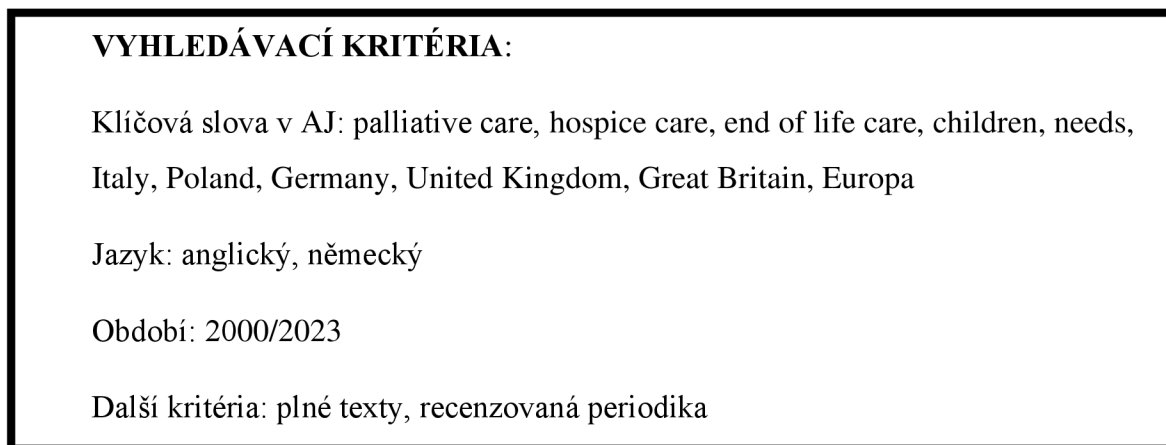 VYHLEDÁVACÍ KRITÉRIA:
Klíčová slova v AJ: palliative care, hospice care, end of life care, children, needs,
Italy, Poland, Germany, United Kingdom, Great Britain, Europa
Jazyk: anglický, německý
Období: 2000/2023
Další kritéria: plné texty, recenzovaná periodika